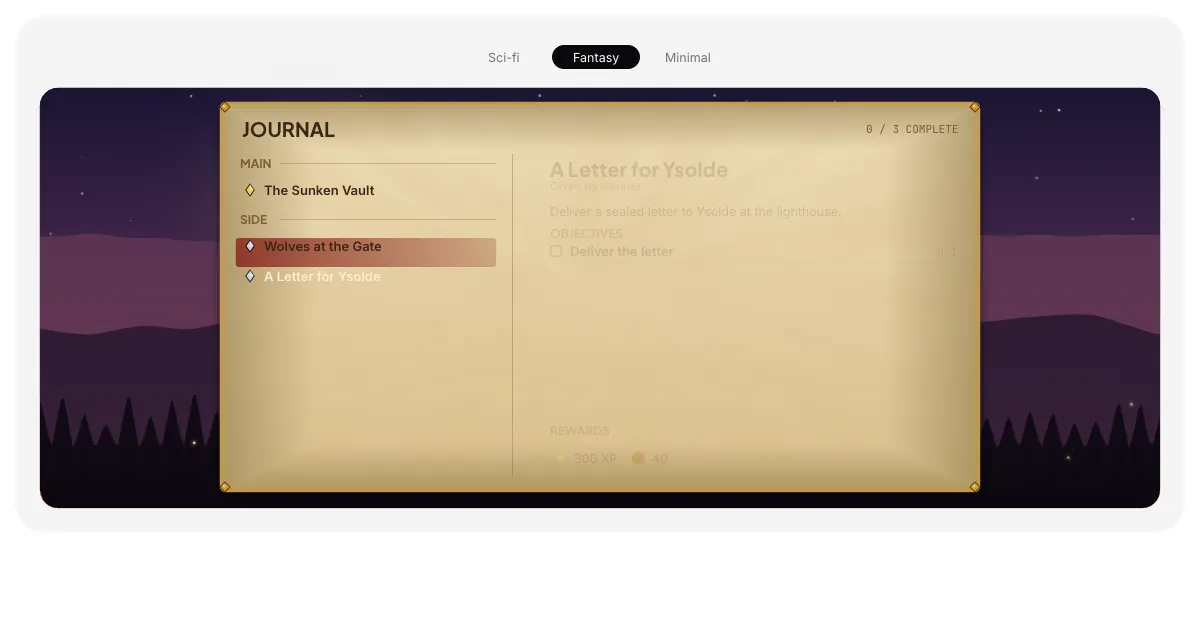 Sci-fi Fantasy Minimal
JOURNAL
0 / 3 COMPLETE
MAIN
The Sunken Vault
SIDE
Wolves at the Gate
A Letter for Ysolde
A Letter for Ysolde
Given by
Deliver a sealed letter to Ysolde at the lighthouse.
OBJECTIVES
Deliver the letter
REWARDS
300 XP 40